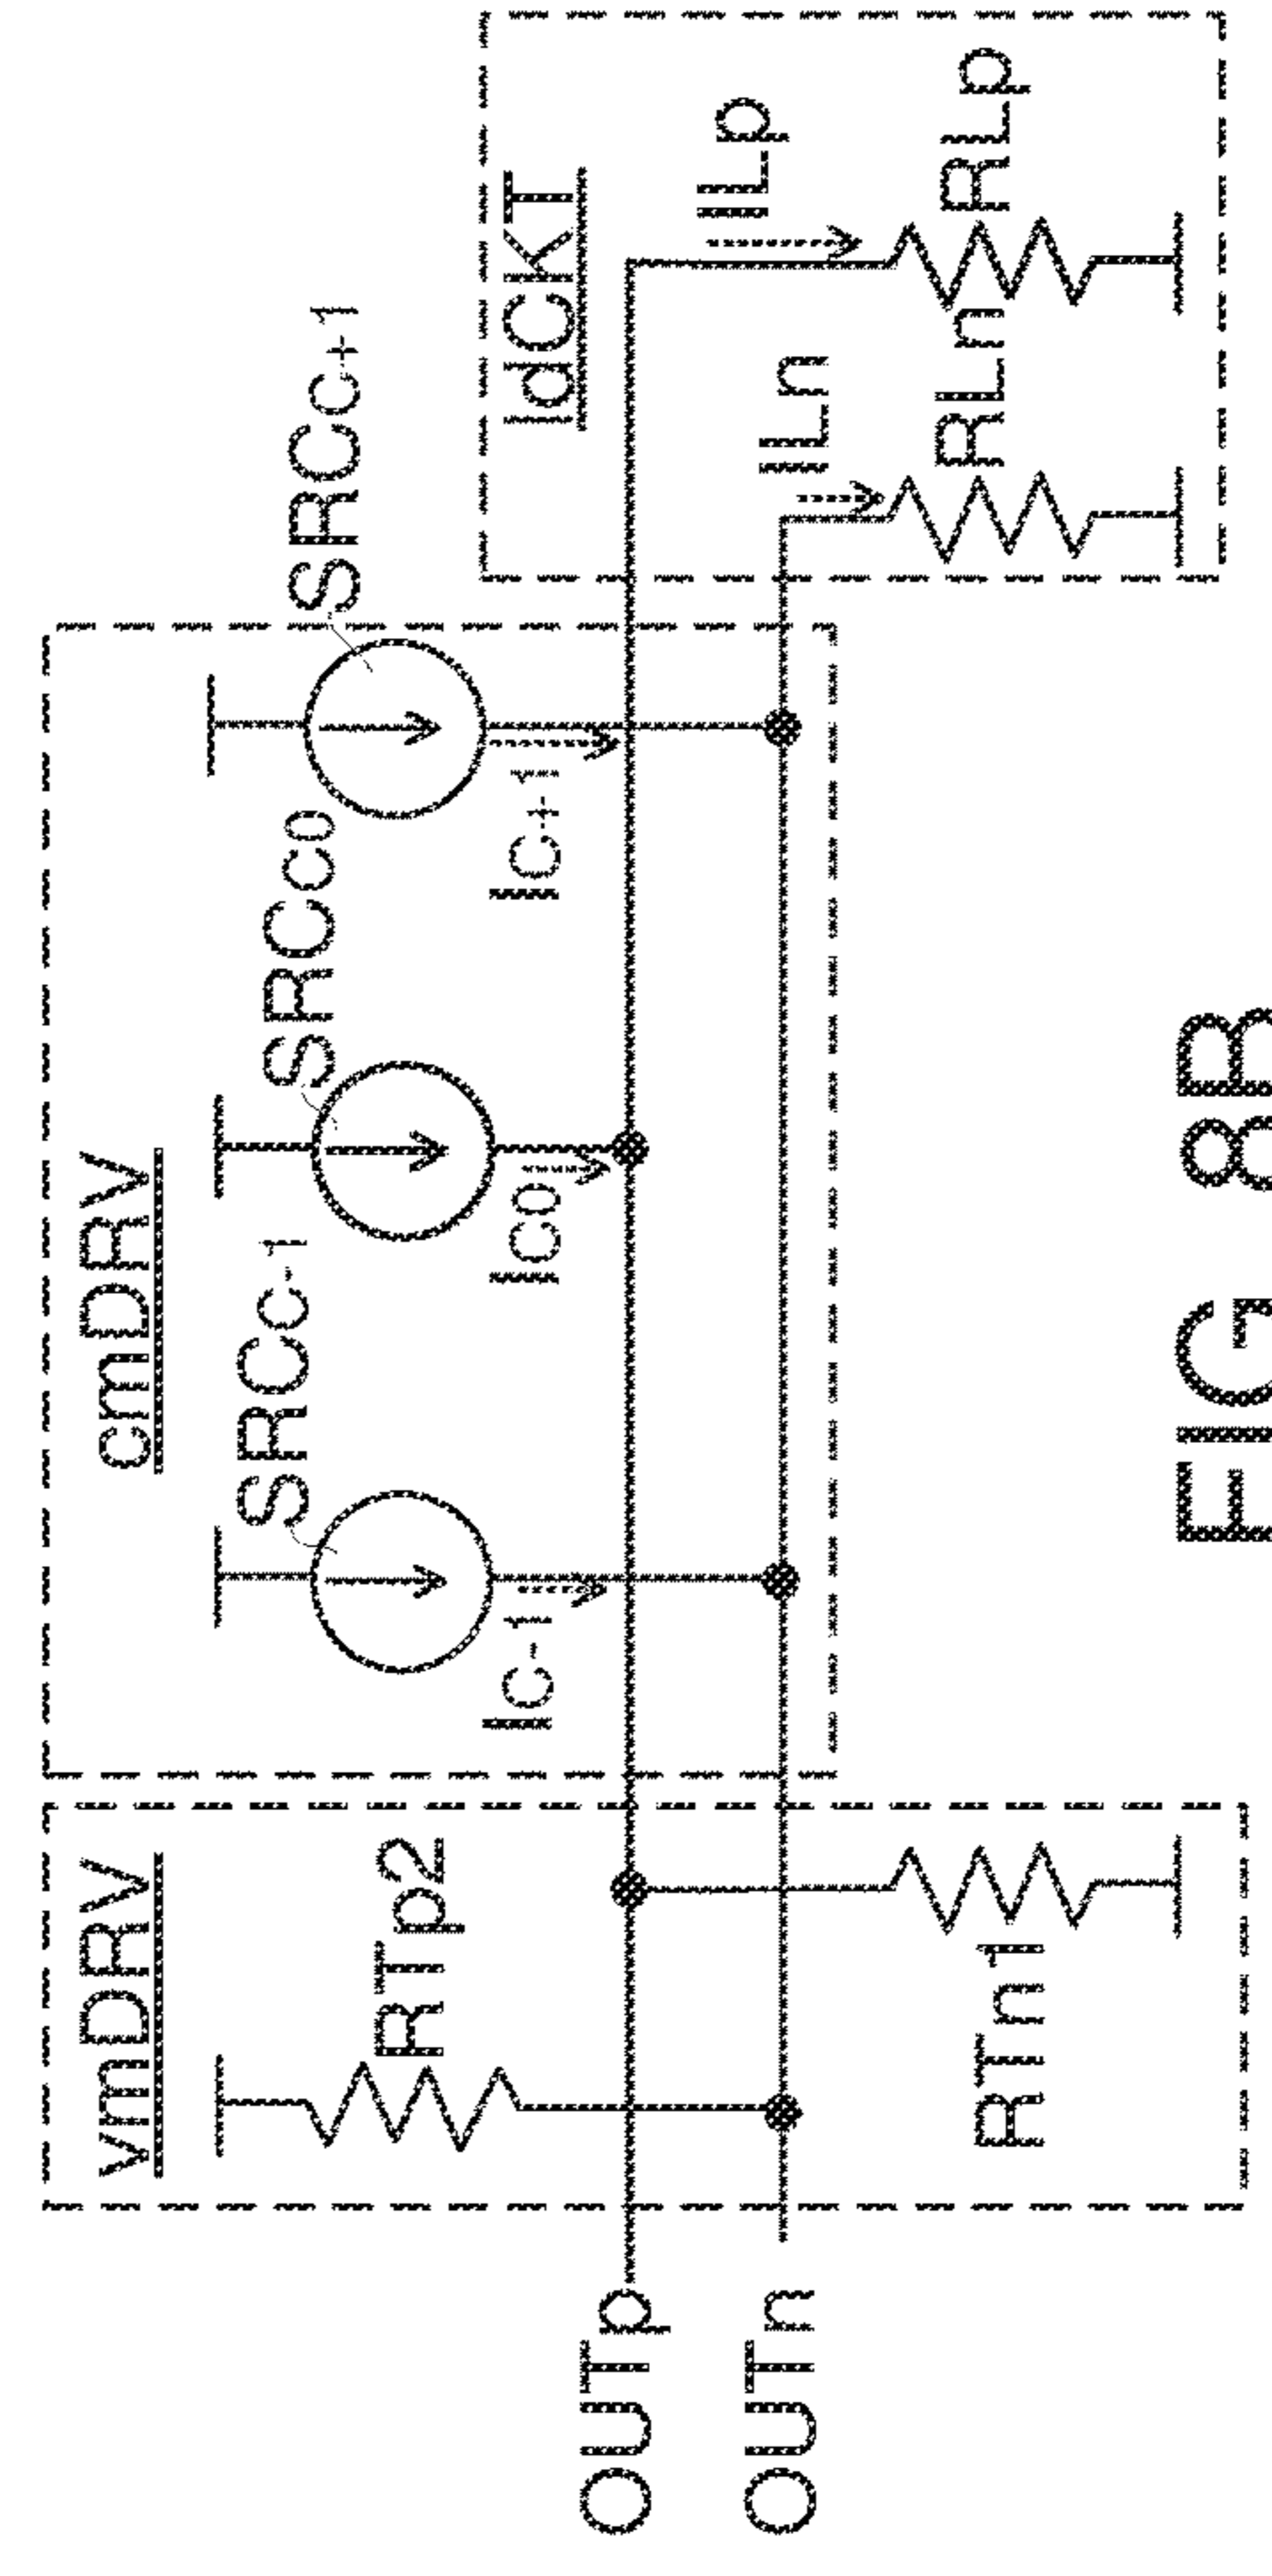 vmDRV
cmDRV
RTp2
SRCC-1
SRCC0
SRCC+1
IC-1
IC0
IC+1
ldCKT
OUTp
OUTn
ILp
ILn
RTn1
RLn
RLp
FIG 8B